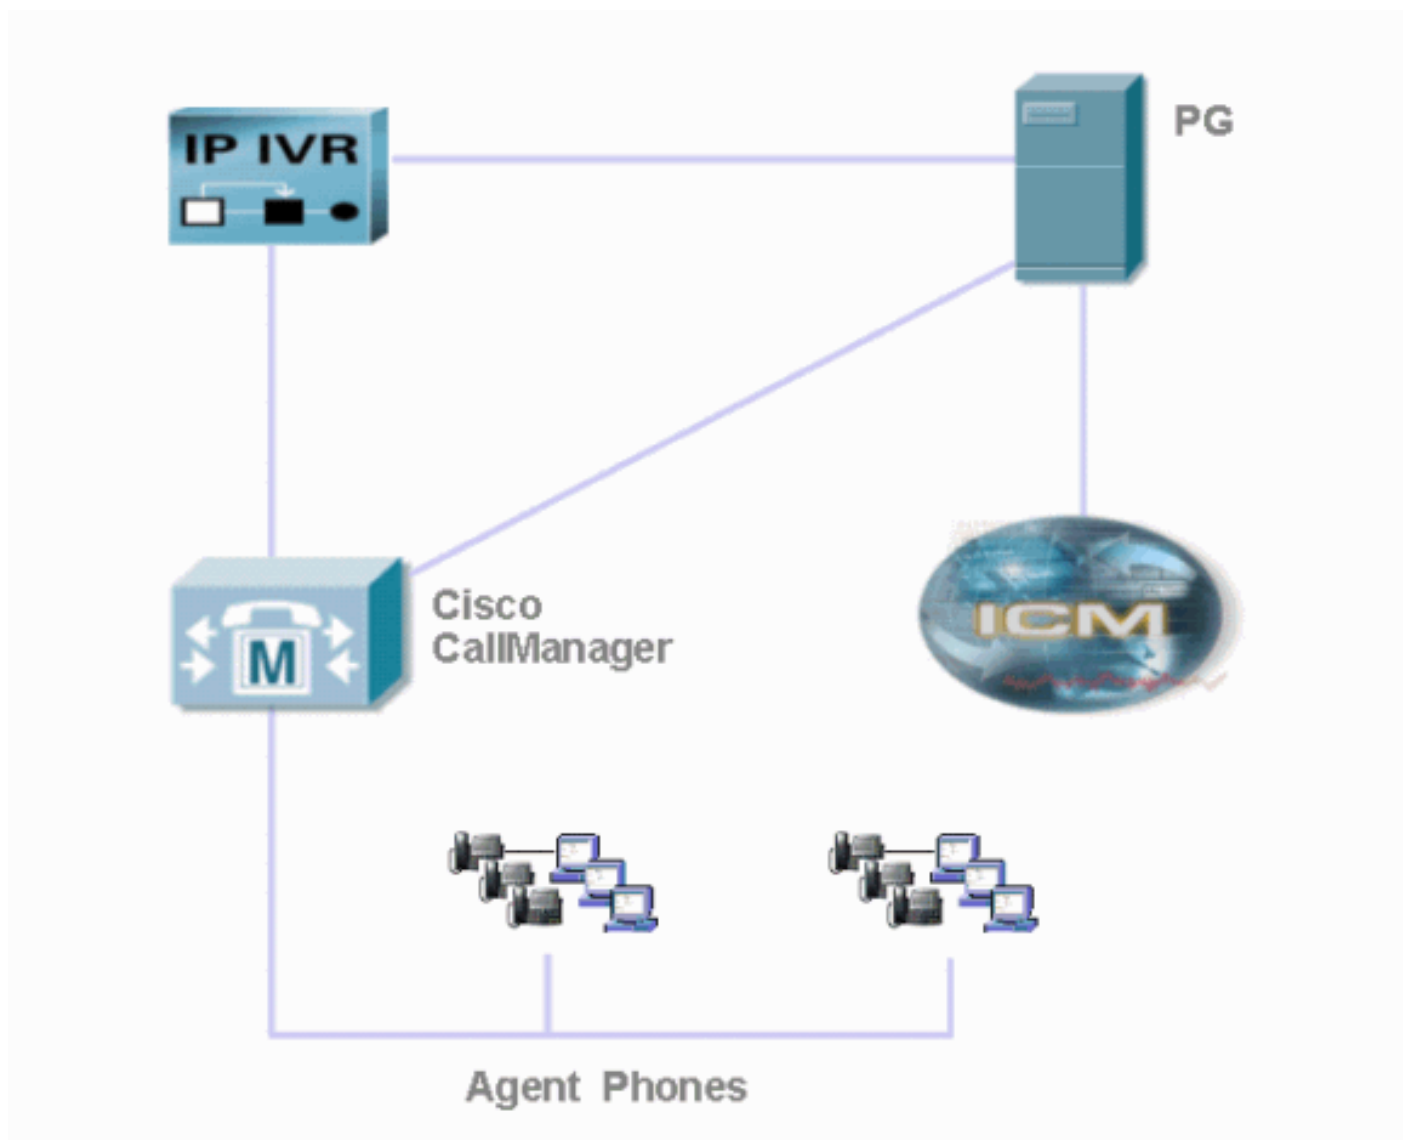 IP IVR
PG
Cisco
CallManager
M
ICM
Agent Phones